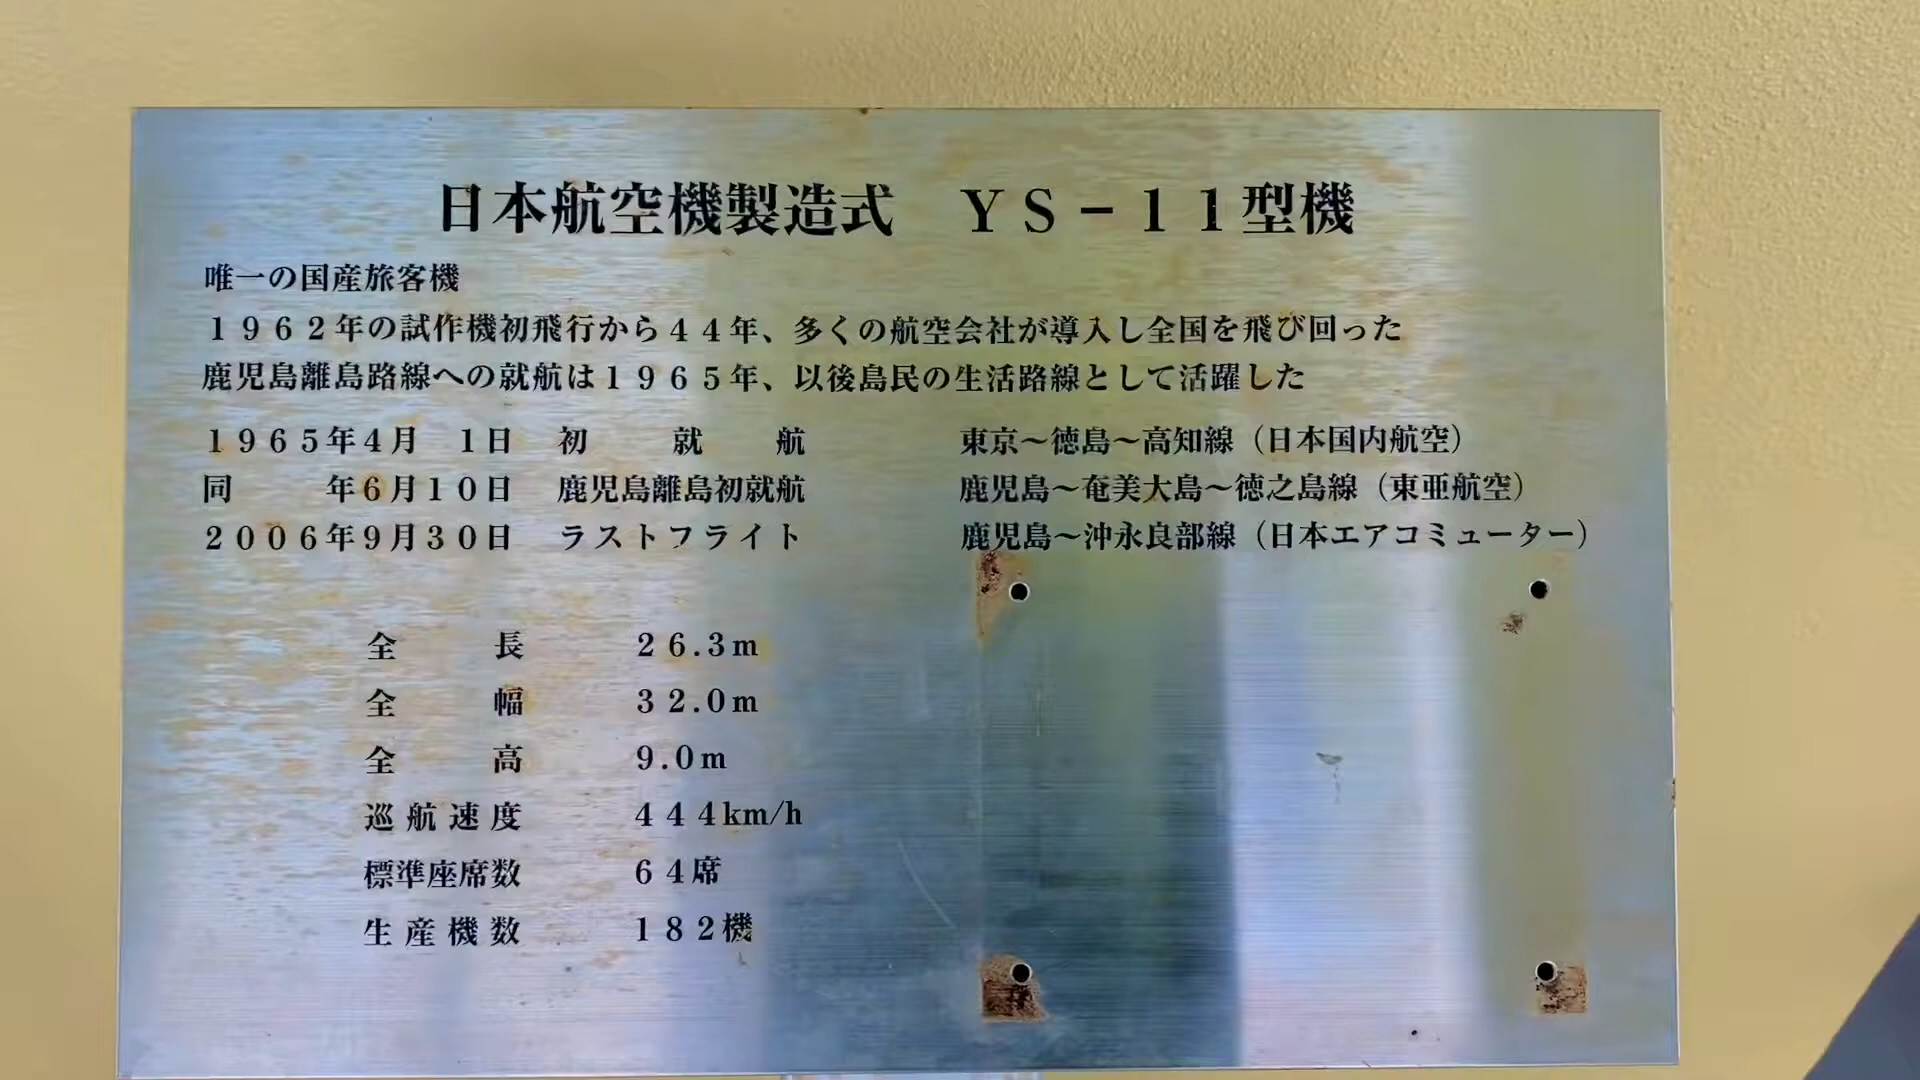 日本航空機製造式　ＹＳ－１１型機
唯一の国産旅客機
１９６２年の試作機初飛行から４４年、多くの航空会社が導入し全国を飛び回った
鹿児島離島路線への就航は１９６５年、以後島民の生活路線として活躍した
１９６５年４月　１日　初　就　航　東京～徳島～高知線（日本国内航空）
同　年６月１０日　鹿児島離島初就航　鹿児島～奄美大島～徳之島線（東亜航空）
２００６年９月３０日　ラストフライト　鹿児島～沖永良部線（日本エアコミューター）
全　長　２６.３ｍ
全　幅　３２.０ｍ
全　高　９.０ｍ
巡航速度　４４４km/h
標準座席数　６４席
生産機数　１８２機